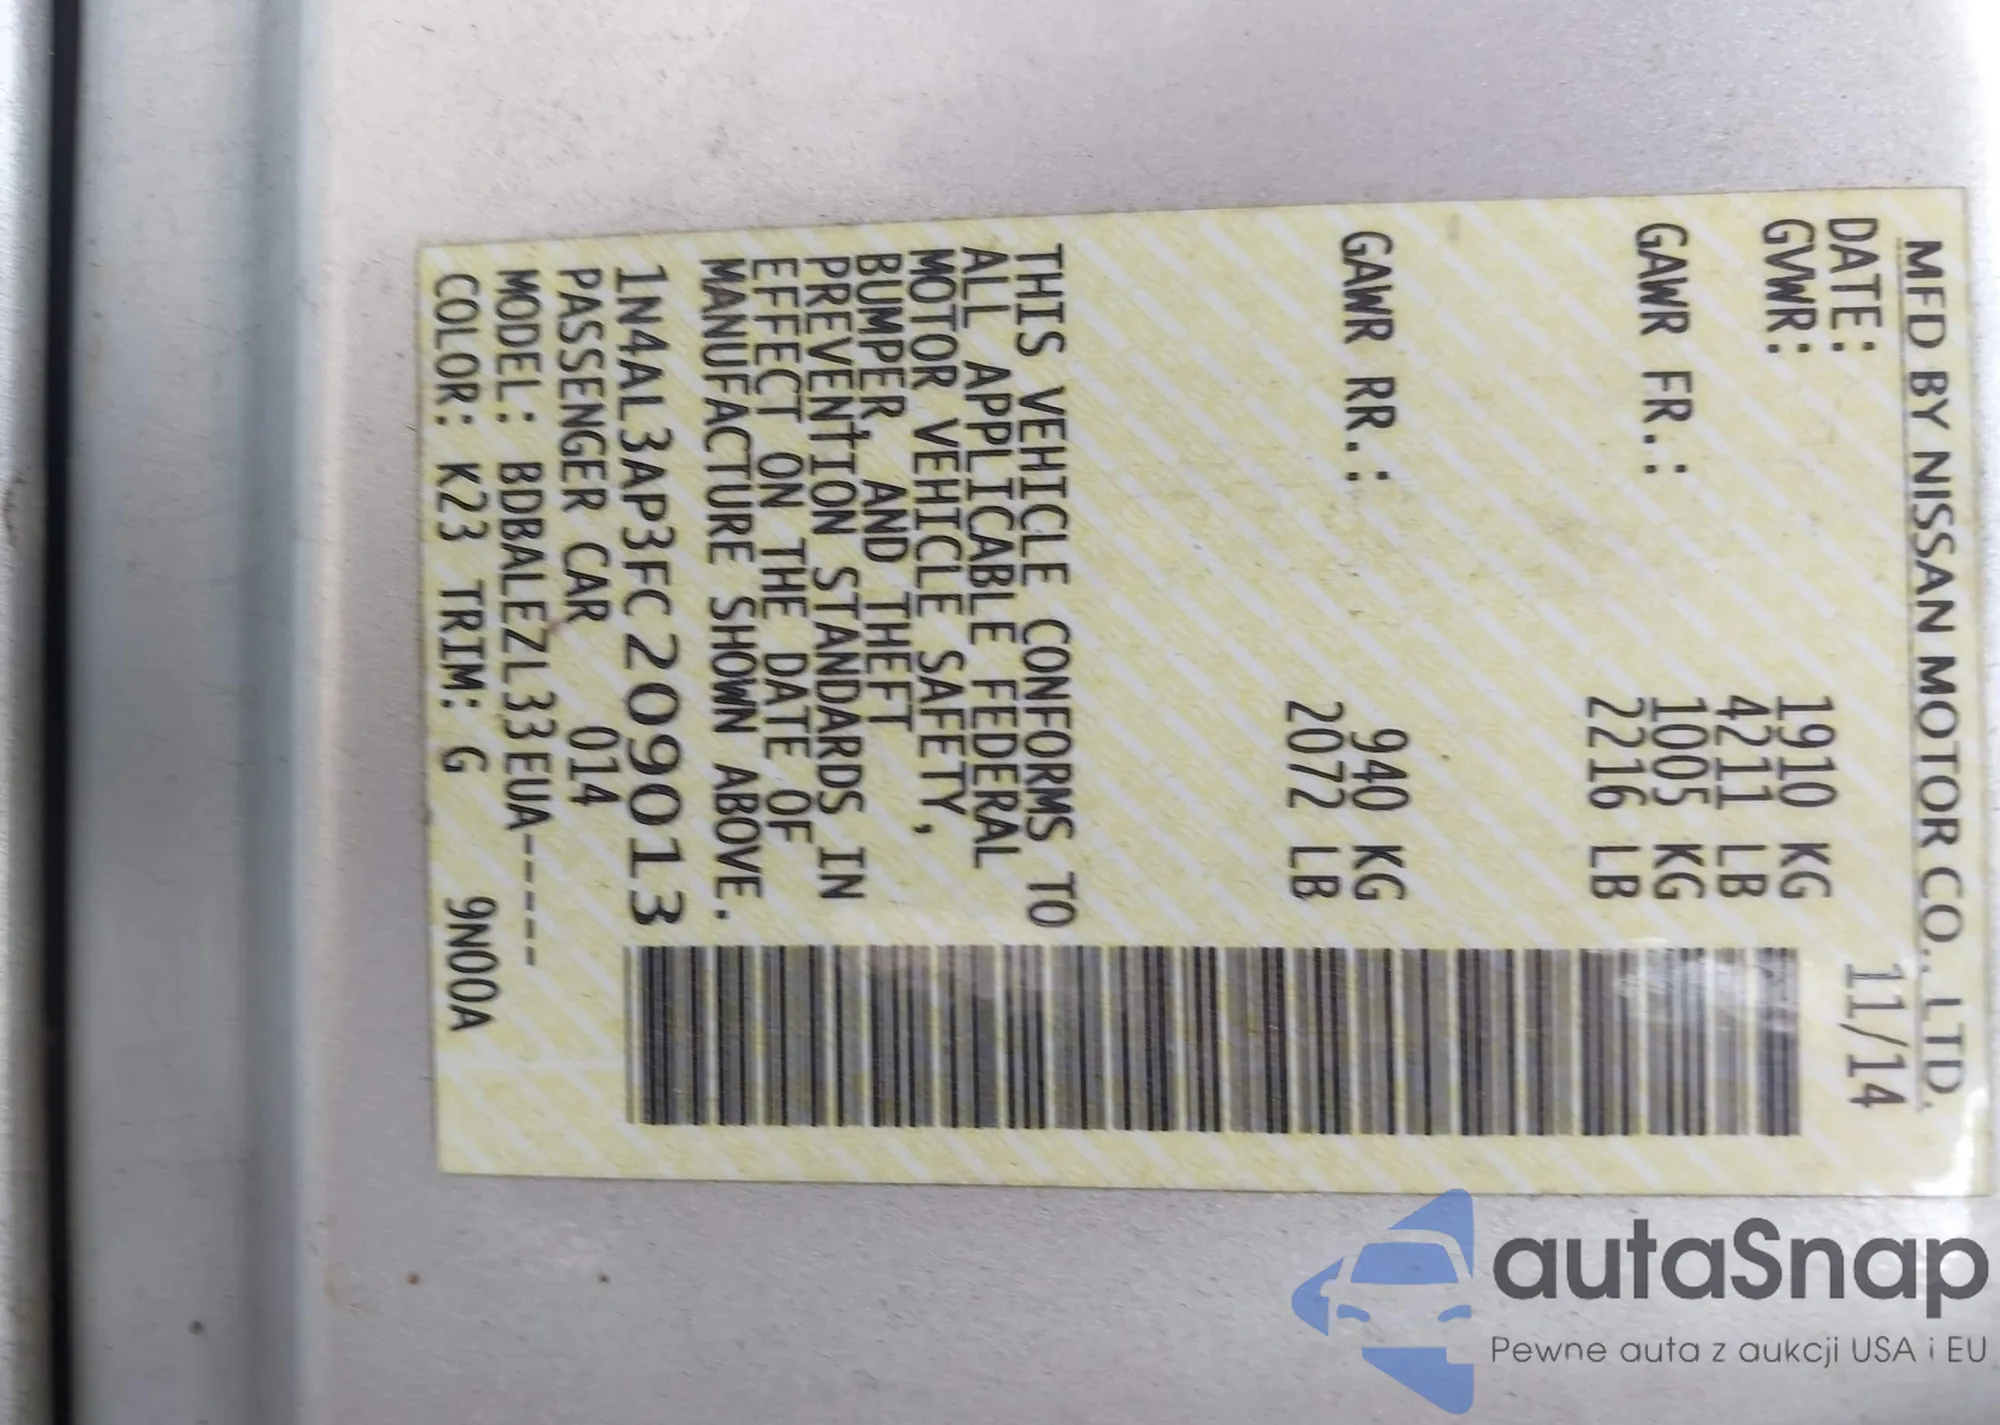 MFD BY NISSAN MOTOR CO., LTD.
DATE: 11/14
GVWR: 1910 KG
4211 LB
GAWR FR.: 1005 KG
2216 LB
GAWR RR.: 940 KG
2072 LB
THIS VEHICLE CONFORMS TO
ALL APPLICABLE FEDERAL
MOTOR VEHICLE SAFETY,
BUMPER, AND THEFT
PREVENTION STANDARDS IN
EFFECT ON THE DATE OF
MANUFACTURE SHOWN ABOVE.
1N4AL3AP3FC209013
PASSENGER CAR 014
MODEL: BDBALEZL33EUA-----
COLOR: K23 TRIM: G 9N00A
autaSnap
Pewne auta z aukcji USA i EU